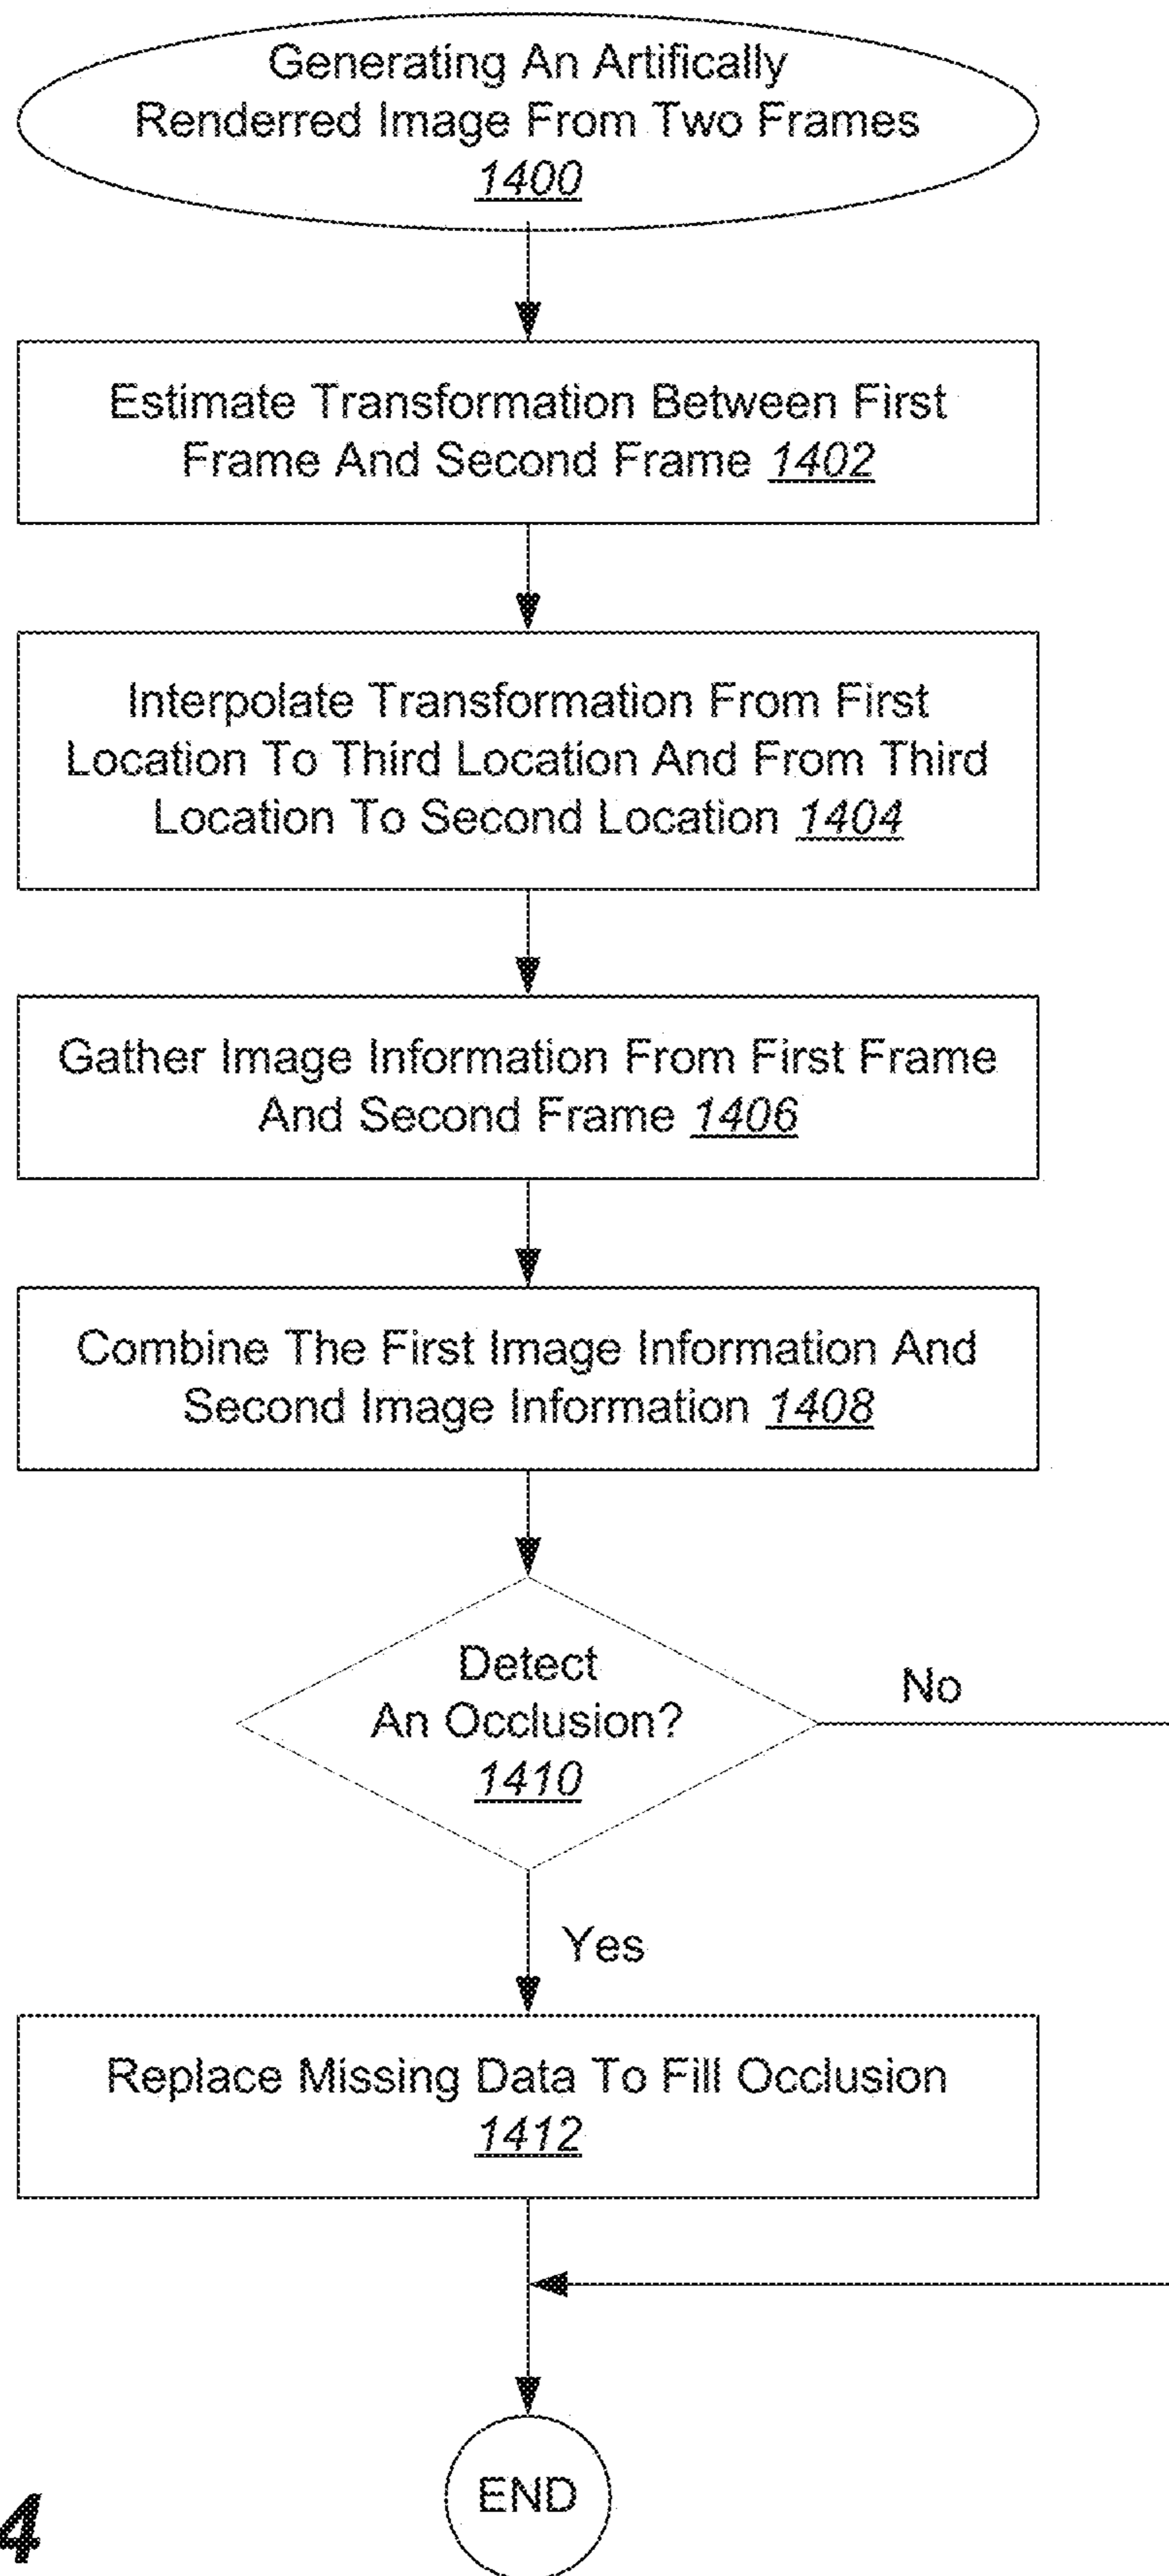 Generating An Artifically
Renderred Image From Two Frames
1400
Estimate Transformation Between First
Frame And Second Frame 1402
Interpolate Transformation From First
Location To Third Location And From Third
Location To Second Location 1404
Gather Image Information From First Frame
And Second Frame 1406
Combine The First Image Information And
Second Image Information 1408
Detect
An Occlusion?
1410
No
Yes
Replace Missing Data To Fill Occlusion
1412
END
4